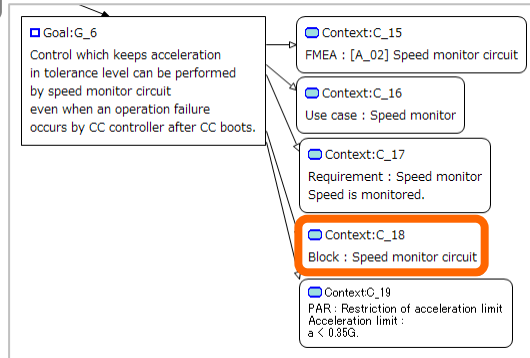 Goal:G_6
Control which keeps acceleration
in tolerance level can be performed
by speed monitor circuit
even when an operation failure
occurs by CC controller after CC boots.
Context:C_15
FMEA : [A_02] Speed monitor circuit
Context:C_16
Use case : Speed monitor
Context:C_17
Requirement : Speed monitor
Speed is monitored.
Context:C_18
Block : Speed monitor circuit
Context:C_19
PAR : Restriction of acceleration limit
Acceleration limit :
a < 0.35G.